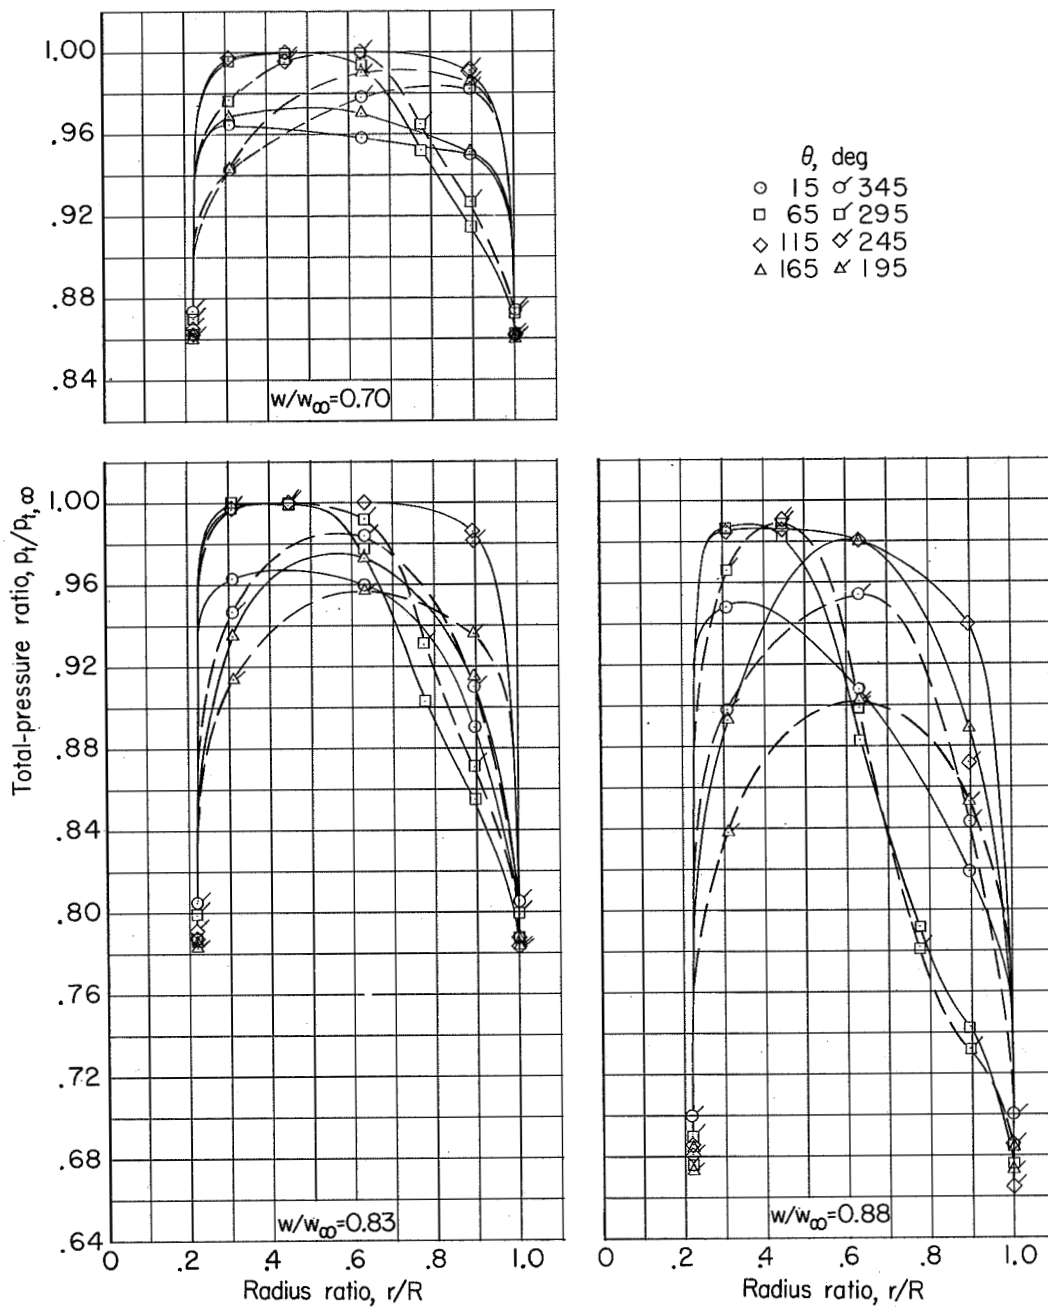 1.00
.96
.92
.88
.84
w/w∞=0.70
θ, deg
15 345
65 295
115 245
165 195
Total-pressure ratio, pt/pt,∞
1.00
.96
.92
.88
.84
.80
.76
.72
.68
.64
w/w∞=0.83
0 .2 .4 .6 .8 1.0
Radius ratio, r/R
w/w∞=0.88
0 .2 .4 .6 .8 1.0
Radius ratio, r/R